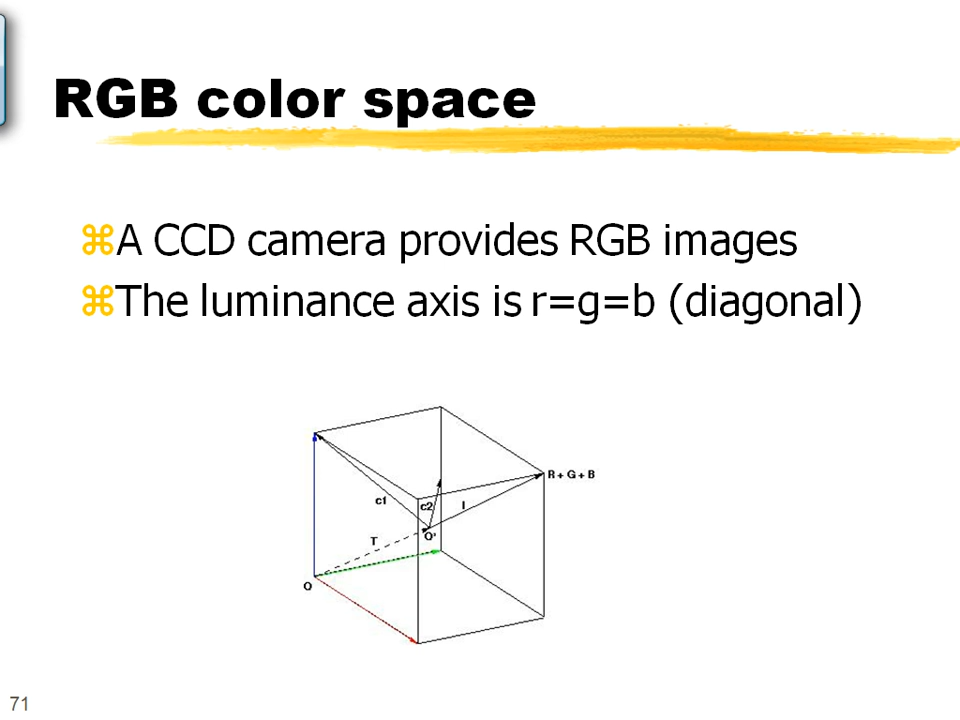 RGB color space
A CCD camera provides RGB images
The luminance axis is r=g=b (diagonal)
R + G + B
c1
c2
I
O'
T
O
71